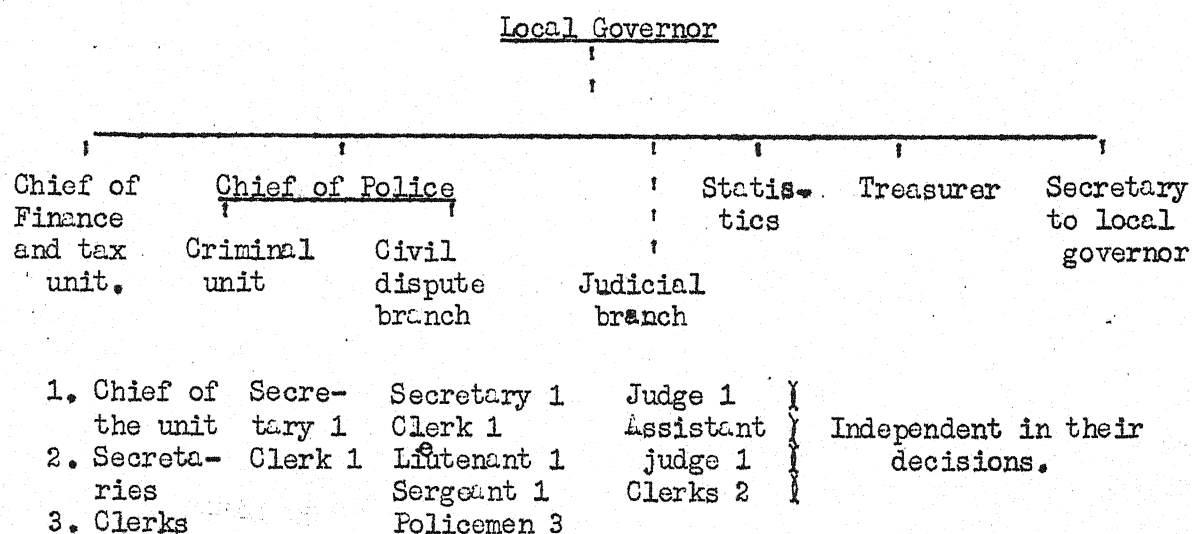 Local Governor
Chief of Chief of Police Statis- Treasurer Secretary
Finance tics to local
and tax Criminal Civil governor
unit. unit dispute Judicial
branch branch
1. Chief of Secre- Secretary 1 Judge 1
the unit tary 1 Clerk 1 Assistant Independent in their
2. Secreta- Clerk 1 Lieutenant 1 judge 1 decisions.
ries Sergeant 1 Clerks 2
3. Clerks Policemen 3